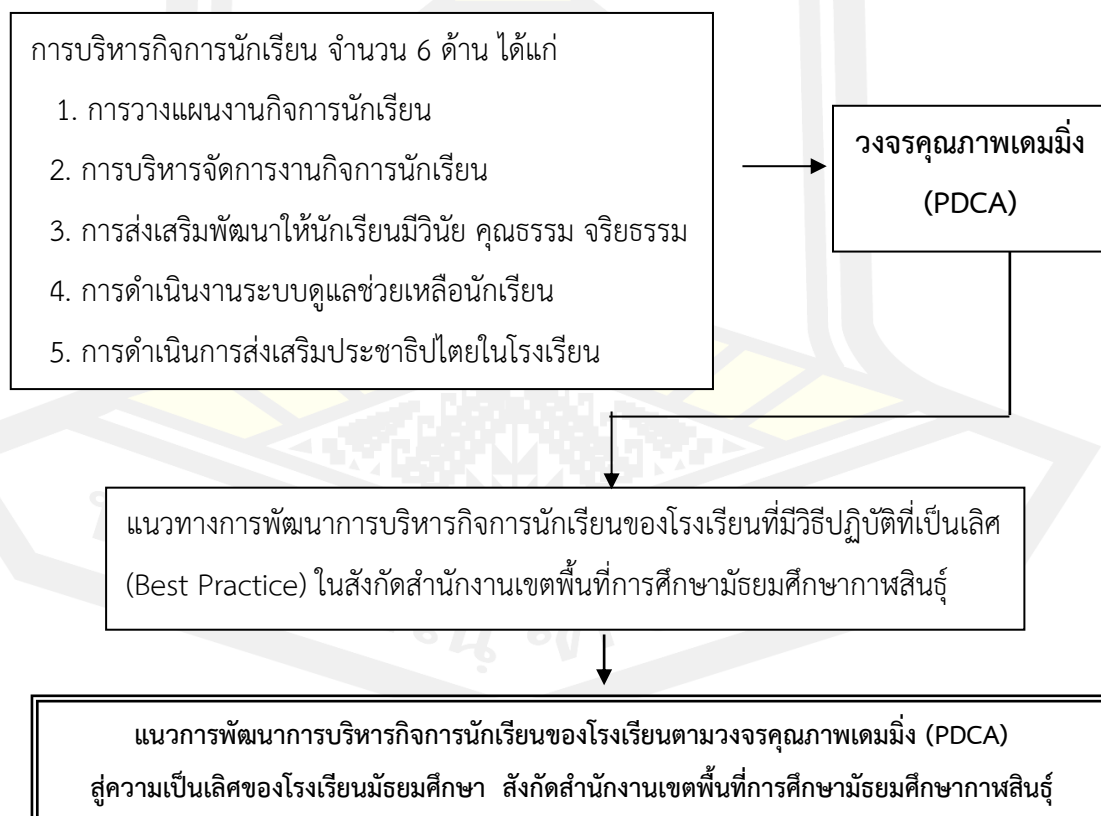 การบริหารกิจการนักเรียน จำนวน 6 ด้าน ได้แก่
1. การวางแผนงานกิจการนักเรียน
2. การบริหารจัดการงานกิจการนักเรียน
3. การส่งเสริมพัฒนาให้นักเรียนมีวินัย คุณธรรม จริยธรรม
4. การดำเนินงานระบบดูแลช่วยเหลือนักเรียน
5. การดำเนินการส่งเสริมประชาธิปไตยในโรงเรียน
วงจรคุณภาพเดมมิ่ง
(PDCA)
แนวทางการพัฒนาการบริหารกิจการนักเรียนของโรงเรียนที่มีวิธีปฏิบัติที่เป็นเลิศ
(Best Practice) ในสังกัดสำนักงานเขตพื้นที่การศึกษามัธยมศึกษากาฬสินธุ์
แนวการพัฒนาการบริหารกิจการนักเรียนของโรงเรียนตามวงจรคุณภาพเดมมิ่ง (PDCA)
สู่ความเป็นเลิศของโรงเรียนมัธยมศึกษา สังกัดสำนักงานเขตพื้นที่การศึกษามัธยมศึกษากาฬสินธุ์